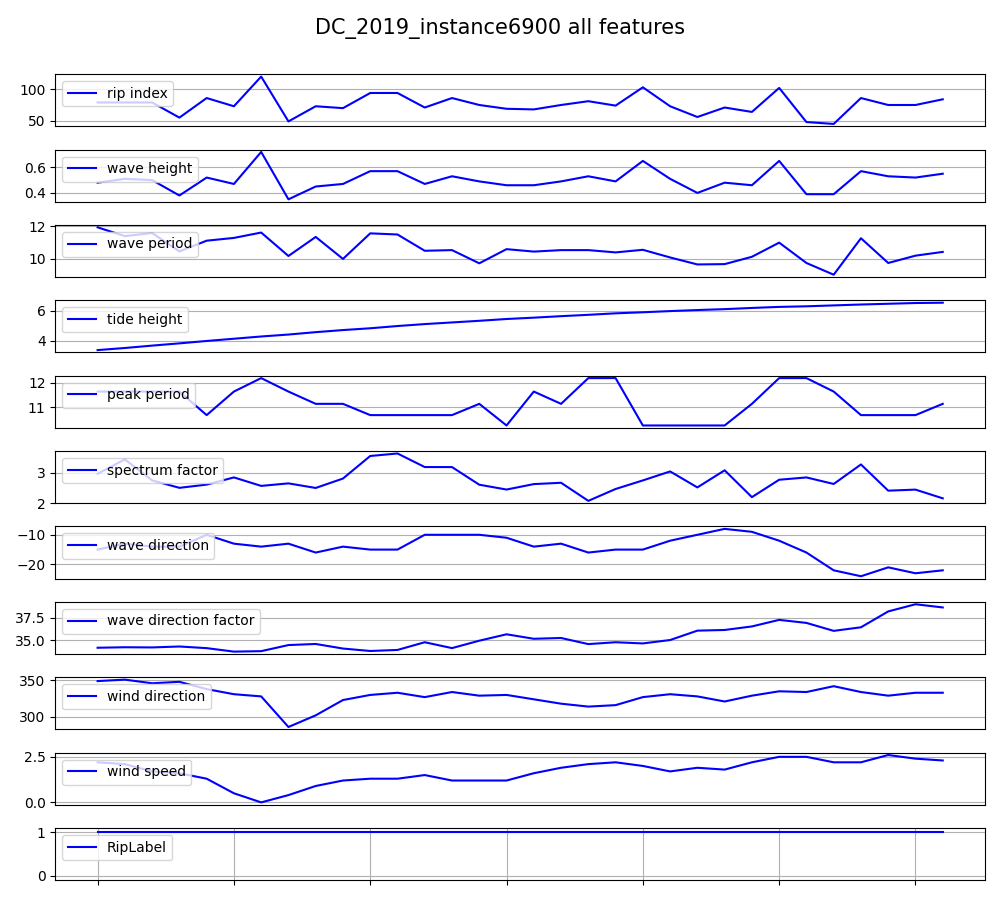 DC_2019_instance6900 all features
100
50
rip index
0.6
0.4
wave height
12
10
wave period
6
4
tide height
12
11
peak period
3
2
spectrum factor
−10
−20
wave direction
37.5
35.0
wave direction factor
350
300
wind direction
2.5
0.0
wind speed
1
0
RipLabel